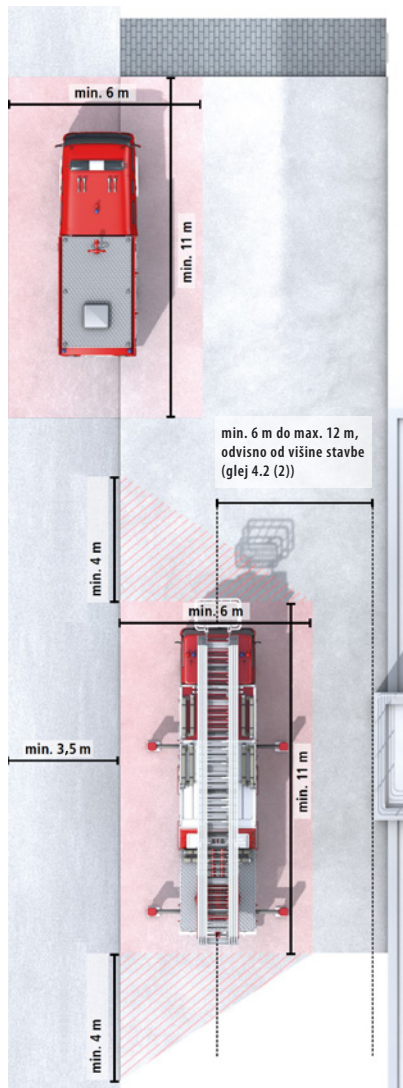 min. 6 m
min. 11 m
min. 6 m do max. 12 m,
odvisno od višine stavbe
(glej 4.2 (2))
min. 4 m
min. 6 m
min. 3,5 m
min. 11 m
min. 4 m